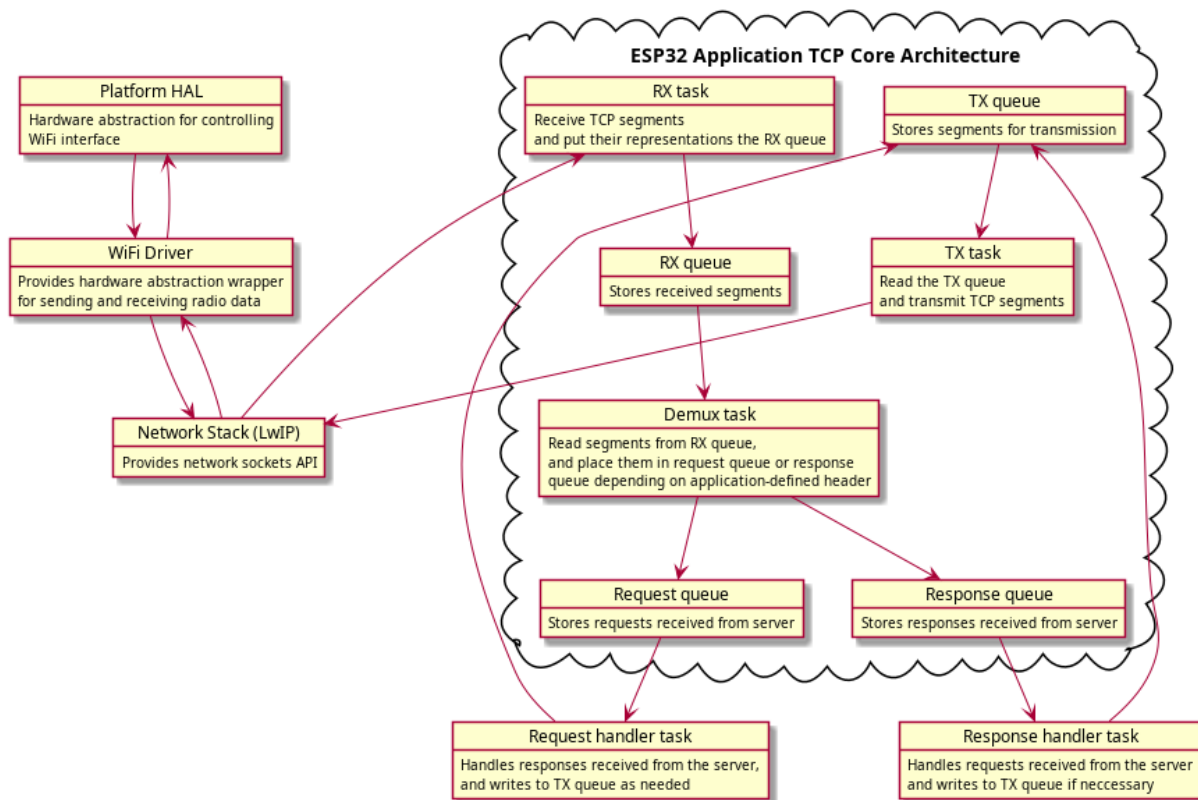 ESP32 Application TCP Core Architecture
Platform HAL
Hardware abstraction for controlling
WiFi interface
RX task
Receive TCP segments
and put their representations the RX queue
TX queue
Stores segments for transmission
WiFi Driver
Provides hardware abstraction wrapper
for sending and receiving radio data
RX queue
Stores received segments
TX task
Read the TX queue
and transmit TCP segments
Network Stack (LwIP)
Provides network sockets API
Demux task
Read segments from RX queue,
and place them in request queue or response
queue depending on application-defined header
Request queue
Stores requests received from server
Response queue
Stores responses received from server
Request handler task
Handles responses received from the server,
and writes to TX queue as needed
Response handler task
Handles requests received from the server
and writes to TX queue if neccessary